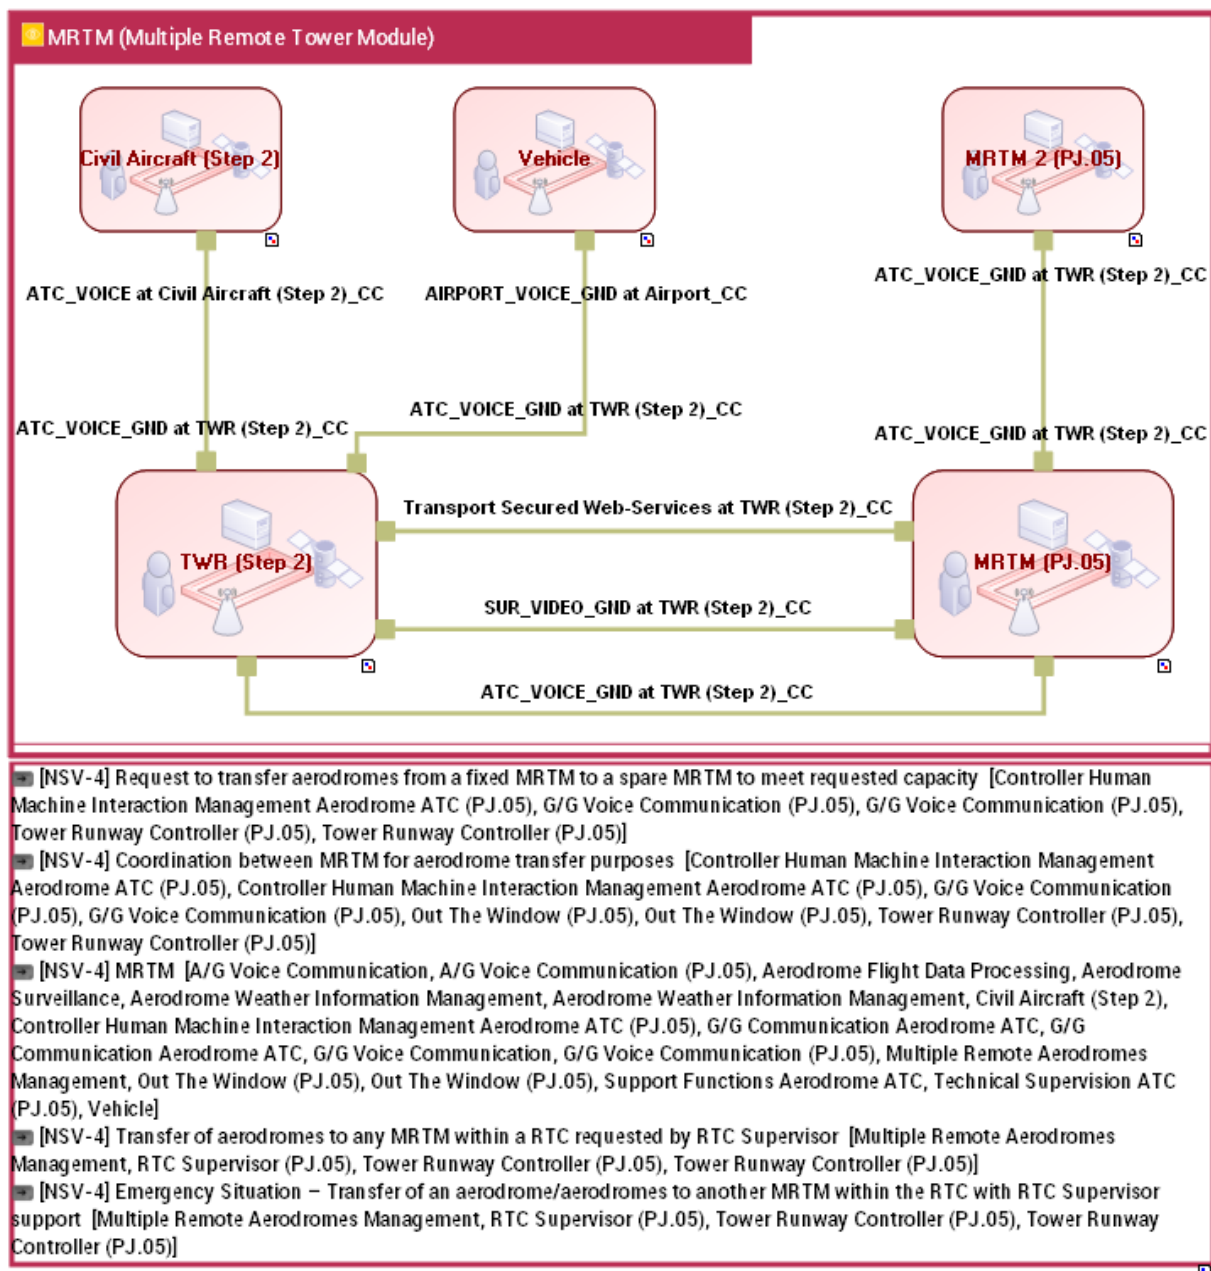 MRTM (Multiple Remote Tower Module)
Civil Aircraft (Step 2)
Vehicle
MRTM 2 (PJ.05)
ATC_VOICE_GND at TWR (Step 2)_CC
ATC_VOICE at Civil Aircraft (Step 2)_CC
AIRPORT_VOICE_GND at Airport_CC
ATC_VOICE_GND at TWR (Step 2)_CC
ATC_VOICE_GND at TWR (Step 2)_CC
ATC_VOICE_GND at TWR (Step 2)_CC
Transport Secured Web-Services at TWR (Step 2)_CC
TWR (Step 2)
MRTM (PJ.05)
SUR_VIDEO_GND at TWR (Step 2)_CC
ATC_VOICE_GND at TWR (Step 2)_CC
[NSV-4] Request to transfer aerodromes from a fixed MRTM to a spare MRTM to meet requested capacity [Controller Human
Machine Interaction Management Aerodrome ATC (PJ.05), G/G Voice Communication (PJ.05), G/G Voice Communication (PJ.05),
Tower Runway Controller (PJ.05), Tower Runway Controller (PJ.05)]
[NSV-4] Coordination between MRTM for aerodrome transfer purposes [Controller Human Machine Interaction Management
Aerodrome ATC (PJ.05), Controller Human Machine Interaction Management Aerodrome ATC (PJ.05), G/G Voice Communication
(PJ.05), G/G Voice Communication (PJ.05), Out The Window (PJ.05), Out The Window (PJ.05), Tower Runway Controller (PJ.05),
Tower Runway Controller (PJ.05)]
[NSV-4] MRTM [A/G Voice Communication, A/G Voice Communication (PJ.05), Aerodrome Flight Data Processing, Aerodrome
Surveillance, Aerodrome Weather Information Management, Aerodrome Weather Information Management, Civil Aircraft (Step 2),
Controller Human Machine Interaction Management Aerodrome ATC (PJ.05), G/G Communication Aerodrome ATC, G/G
Communication Aerodrome ATC, G/G Voice Communication, G/G Voice Communication (PJ.05), Multiple Remote Aerodromes
Management, Out The Window (PJ.05), Out The Window (PJ.05), Support Functions Aerodrome ATC, Technical Supervision ATC
(PJ.05), Vehicle]
[NSV-4] Transfer of aerodromes to any MRTM within a RTC requested by RTC Supervisor [Multiple Remote Aerodromes
Management, RTC Supervisor (PJ.05), Tower Runway Controller (PJ.05), Tower Runway Controller (PJ.05)]
[NSV-4] Emergency Situation – Transfer of an aerodrome/aerodromes to another MRTM within the RTC with RTC Supervisor
support [Multiple Remote Aerodromes Management, RTC Supervisor (PJ.05), Tower Runway Controller (PJ.05), Tower Runway
Controller (PJ.05)]